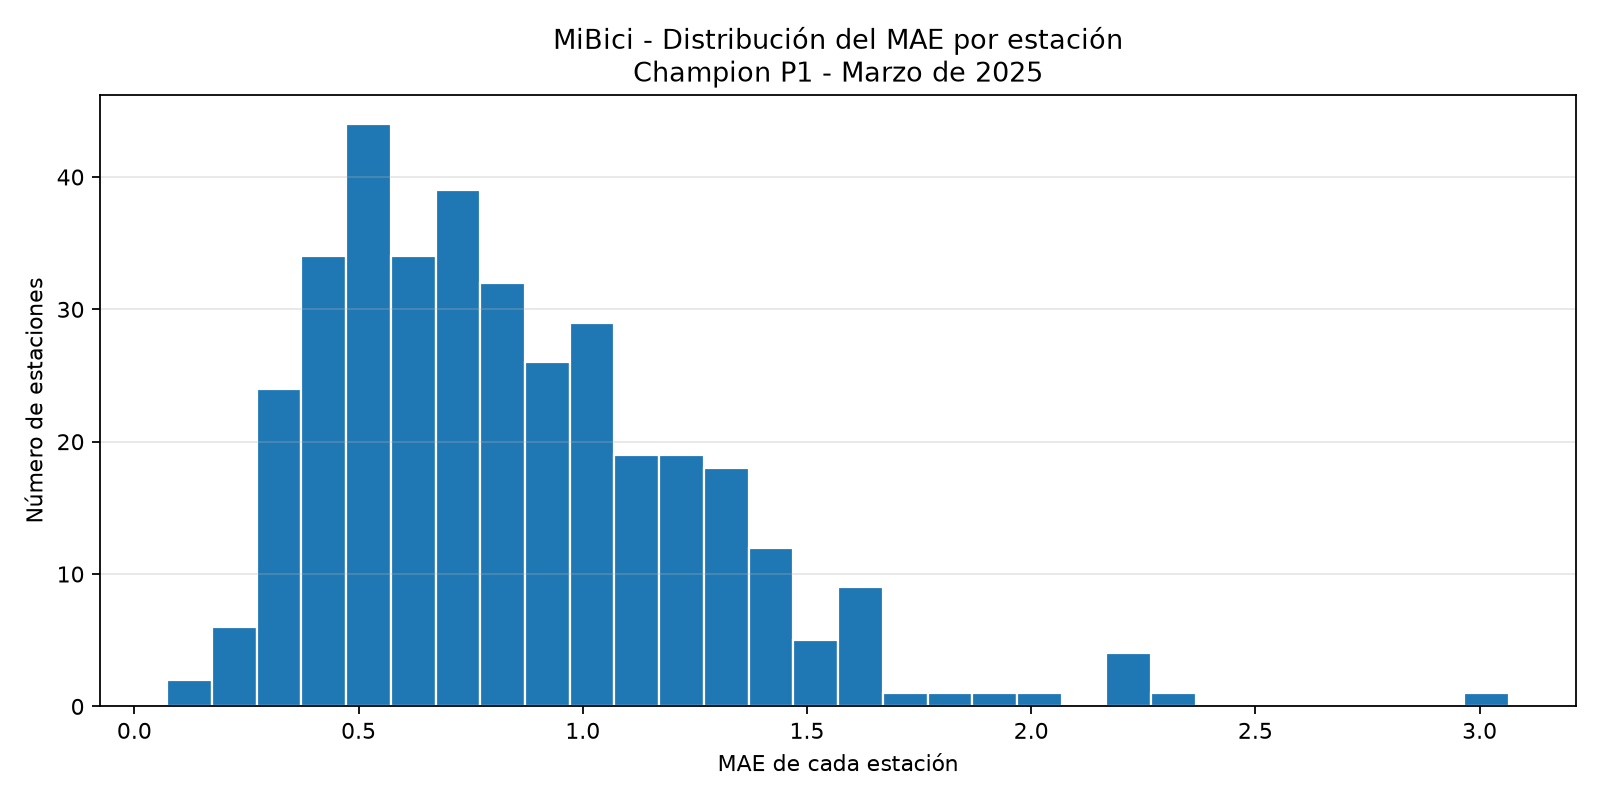 MiBici - Distribución del MAE por estación
Champion P1 - Marzo de 2025
Número de estaciones
40
30
20
10
0
0.0 0.5 1.0 1.5 2.0 2.5 3.0
MAE de cada estación